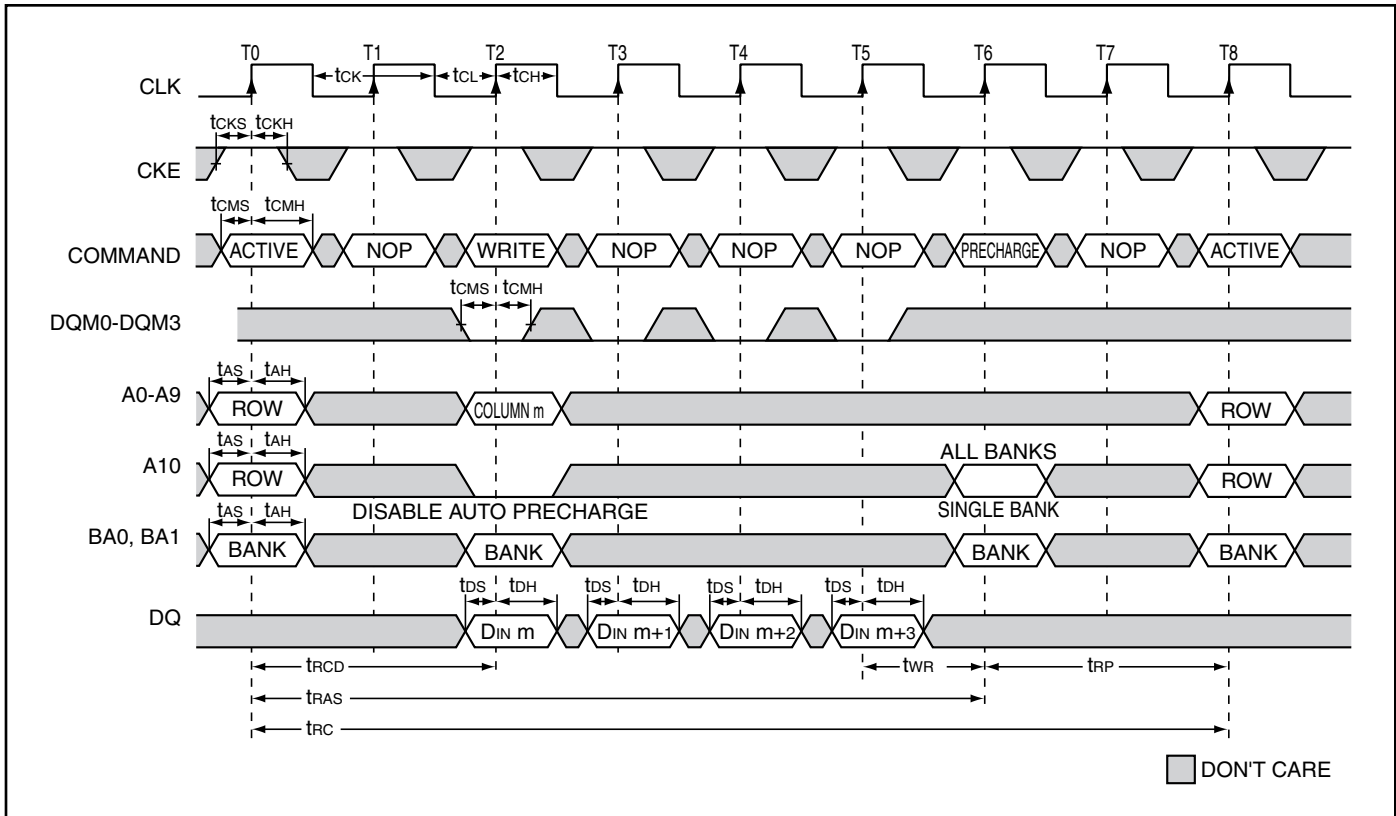 T0 T1 T2 T3 T4 T5 T6 T7 T8
CLK tCK tCL tCH
tCKS tCKH
CKE
tCMS tCMH
COMMAND ACTIVE NOP WRITE NOP NOP NOP PRECHARGE NOP ACTIVE
tCMS tCMH
DQM0-DQM3
tAS tAH
A0-A9 ROW COLUMN m ROW
tAS tAH ALL BANKS
A10 ROW ROW
tAS tAH DISABLE AUTO PRECHARGE SINGLE BANK
BA0, BA1 BANK BANK BANK BANK
tDS tDH tDS tDH tDS tDH tDS tDH
DQ DIN m DIN m+1 DIN m+2 DIN m+3
tRCD tWR tRP
tRAS
tRC
DON'T CARE